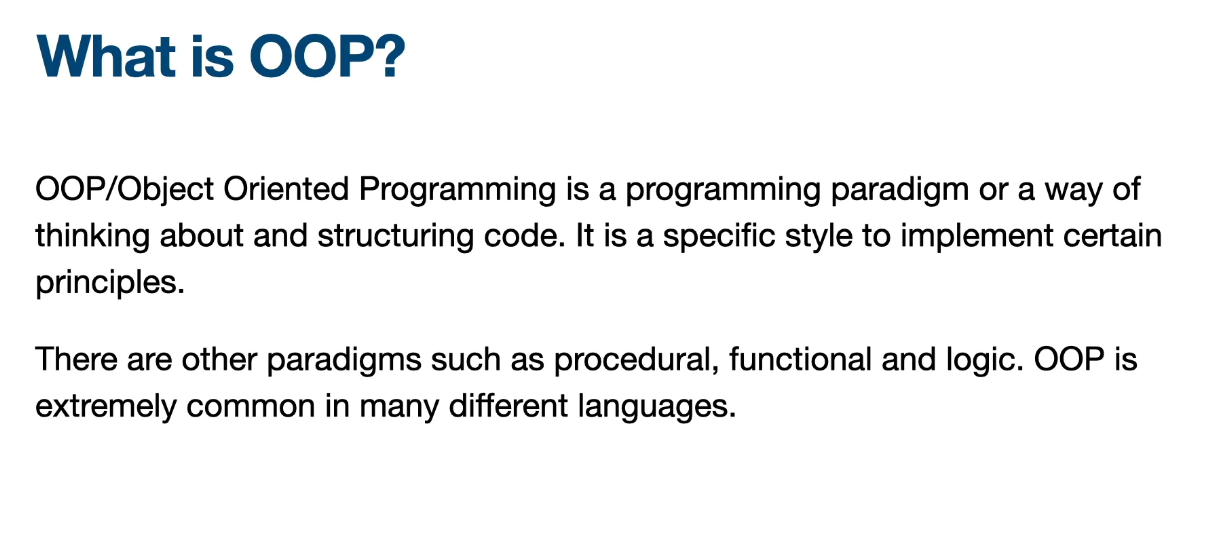 What is OOP?
OOP/Object Oriented Programming is a programming paradigm or a way of
thinking about and structuring code. It is a specific style to implement certain
principles.
There are other paradigms such as procedural, functional and logic. OOP is
extremely common in many different languages.